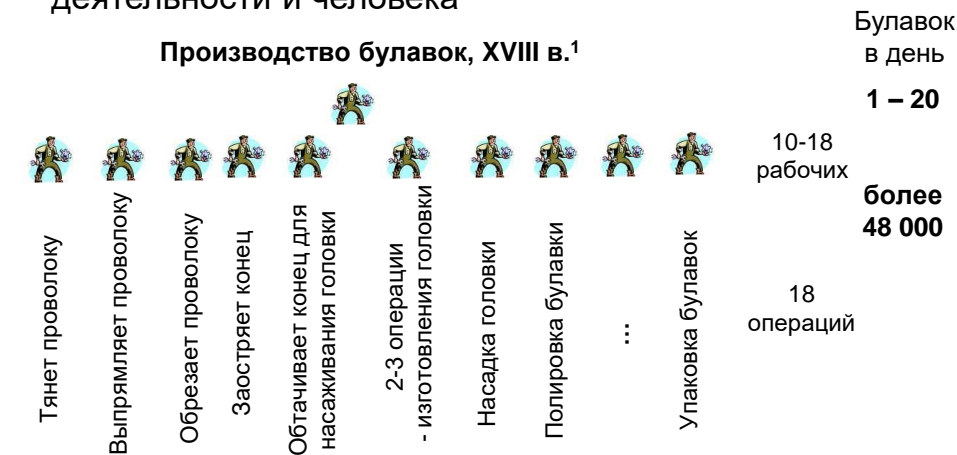 деятельности и человека
Производство булавок, XVIII в.¹
Булавок
в день
1 – 20
10-18
рабочих
более
48 000
Тянет проволоку
Выпрямляет проволоку
Обрезает проволоку
Заостряет конец
Обтачивает конец для
насаживания головки
2-3 операции
- изготовления головки
Насадка головки
Полировка булавки
...
Упаковка булавок
18
операций